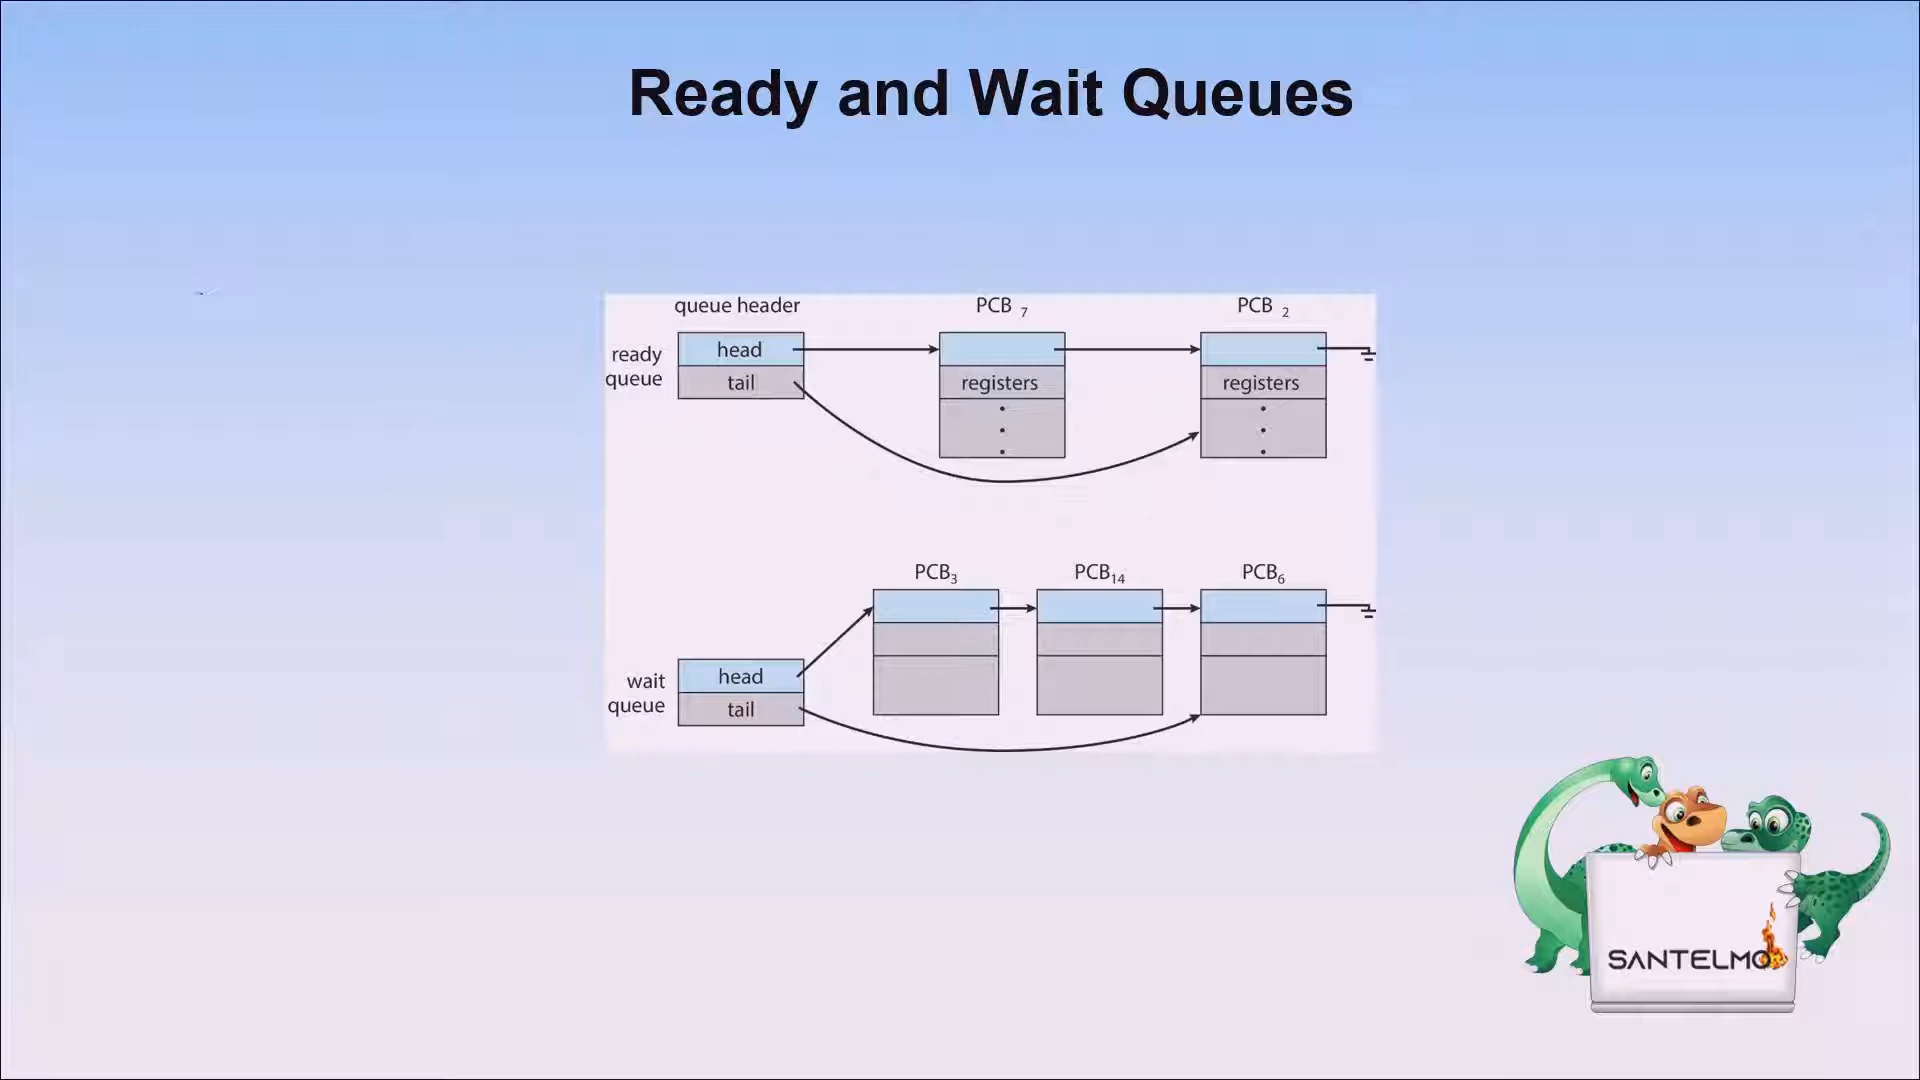 Ready and Wait Queues
queue header
PCB 7
PCB 2
ready
queue
head
tail
registers
registers
PCB3
PCB14
PCB6
wait
queue
head
tail
SANTELMO